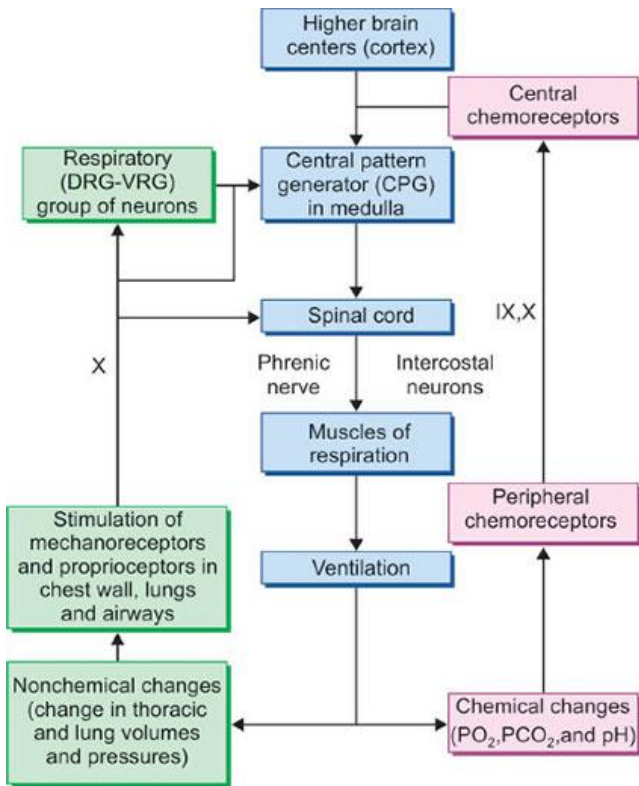 Higher brain
centers (cortex)
Central
chemoreceptors
Respiratory
(DRG-VRG)
group of neurons
Central pattern
generator (CPG)
in medulla
Spinal cord
IX,X
X
Phrenic
nerve
Intercostal
neurons
Muscles of
respiration
Stimulation of
mechanoreceptors
and proprioceptors in
chest wall, lungs
and airways
Peripheral
chemoreceptors
Ventilation
Nonchemical changes
(change in thoracic
and lung volumes
and pressures)
Chemical changes
(PO₂,PCO₂,and pH)